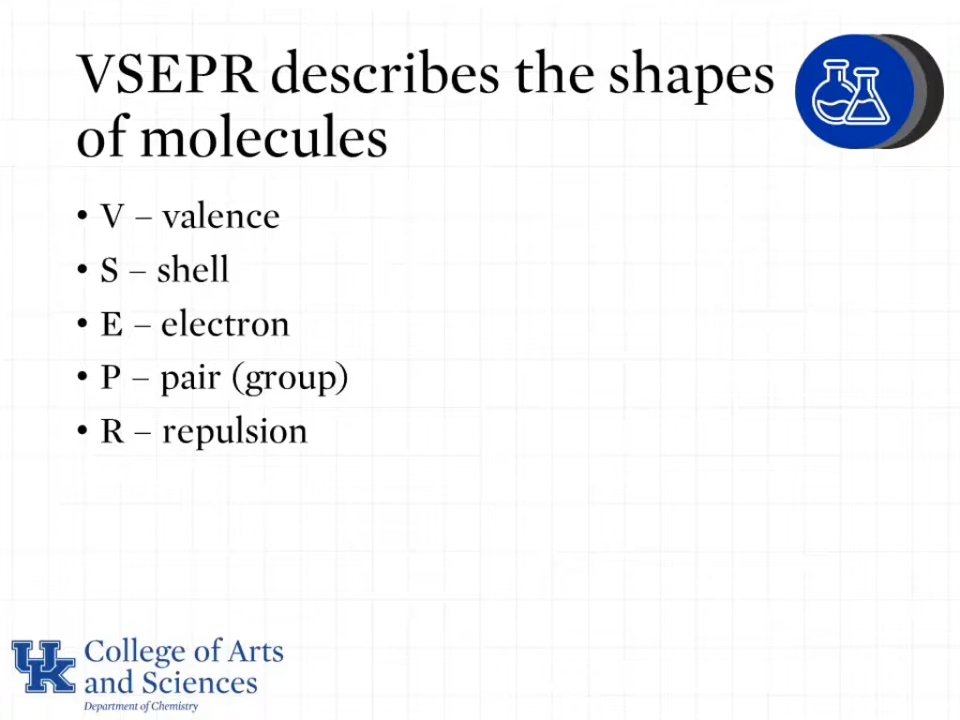 VSEPR describes the shapes
of molecules
• V – valence
• S – shell
• E – electron
• P – pair (group)
• R – repulsion
UK College of Arts
and Sciences
Department of Chemistry